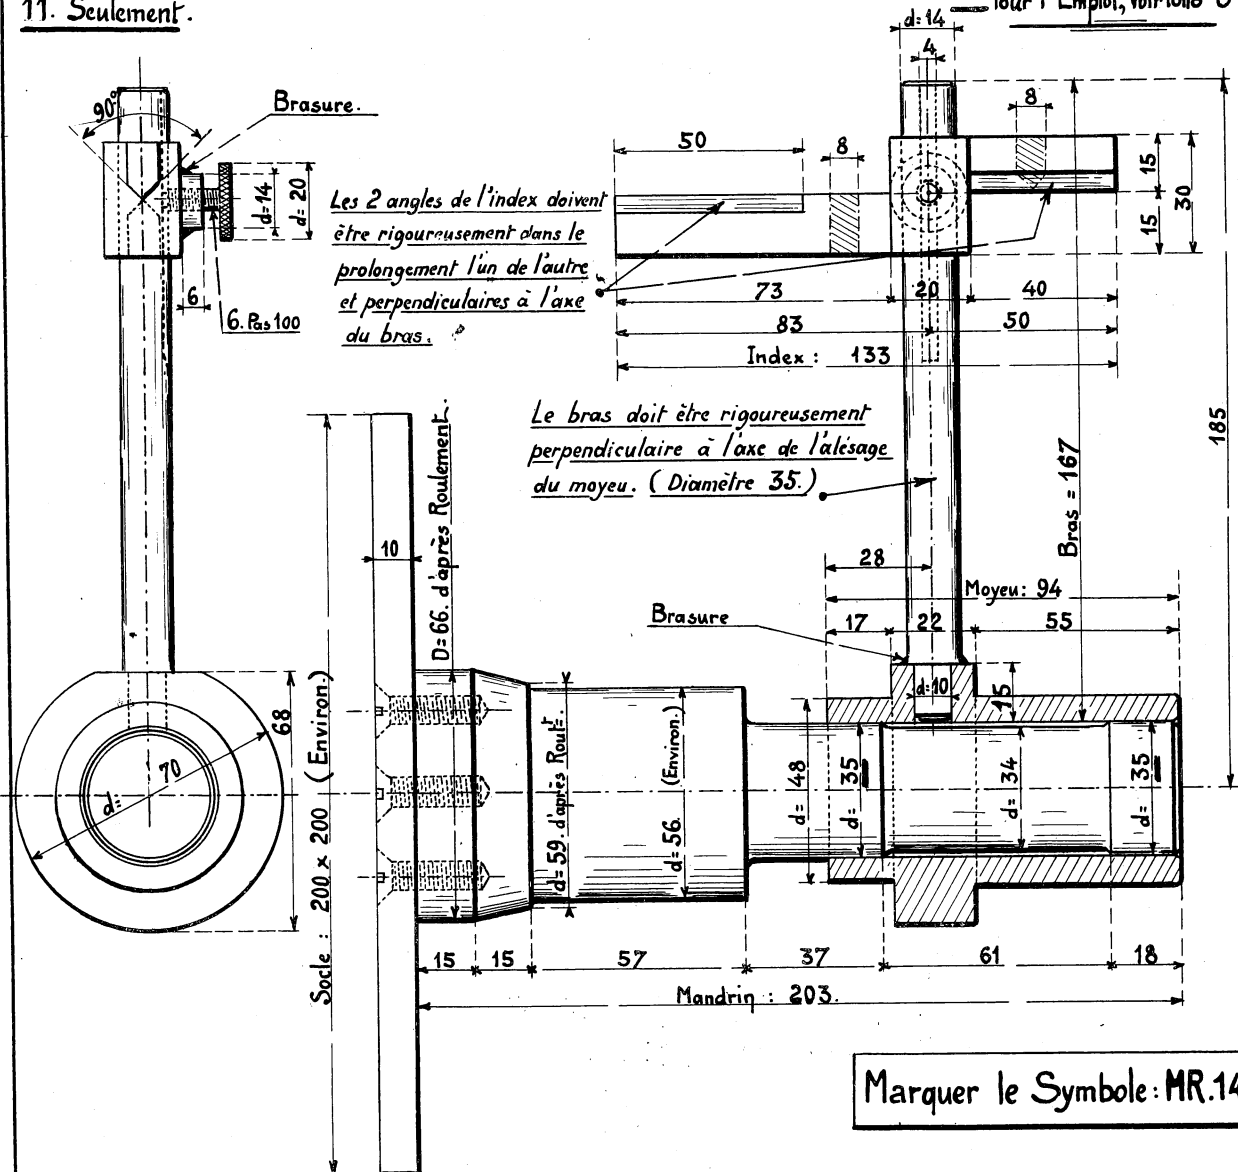 11. Seulement.
d=14
4
90°
Brasure.
8
50
8
15
30
15
d=14
d=20
Les 2 angles de l'index doivent
être rigoureusement dans le
prolongement l'un de l'autre
et perpendiculaires à l'axe
du bras.
6
6. Pas 100
73
20
40
83
50
Index : 133
185
Le bras doit être rigoureusement
perpendiculaire à l'axe de l'alésage
du moyeu. (Diamètre 35.)
D=66. d'après Roulement.
Bras = 167
10
28
Moyeu: 94
Brasure
17
22
55
d=10
15
68
d= 70
Socle : 200 x 200 (Environ.)
d=59 d'après Roult
d=56. (Environ.)
d=48
d= 35
d=34
d= 35
15
15
57
37
61
18
Mandrin : 203.
Marquer le Symbole: MR.14